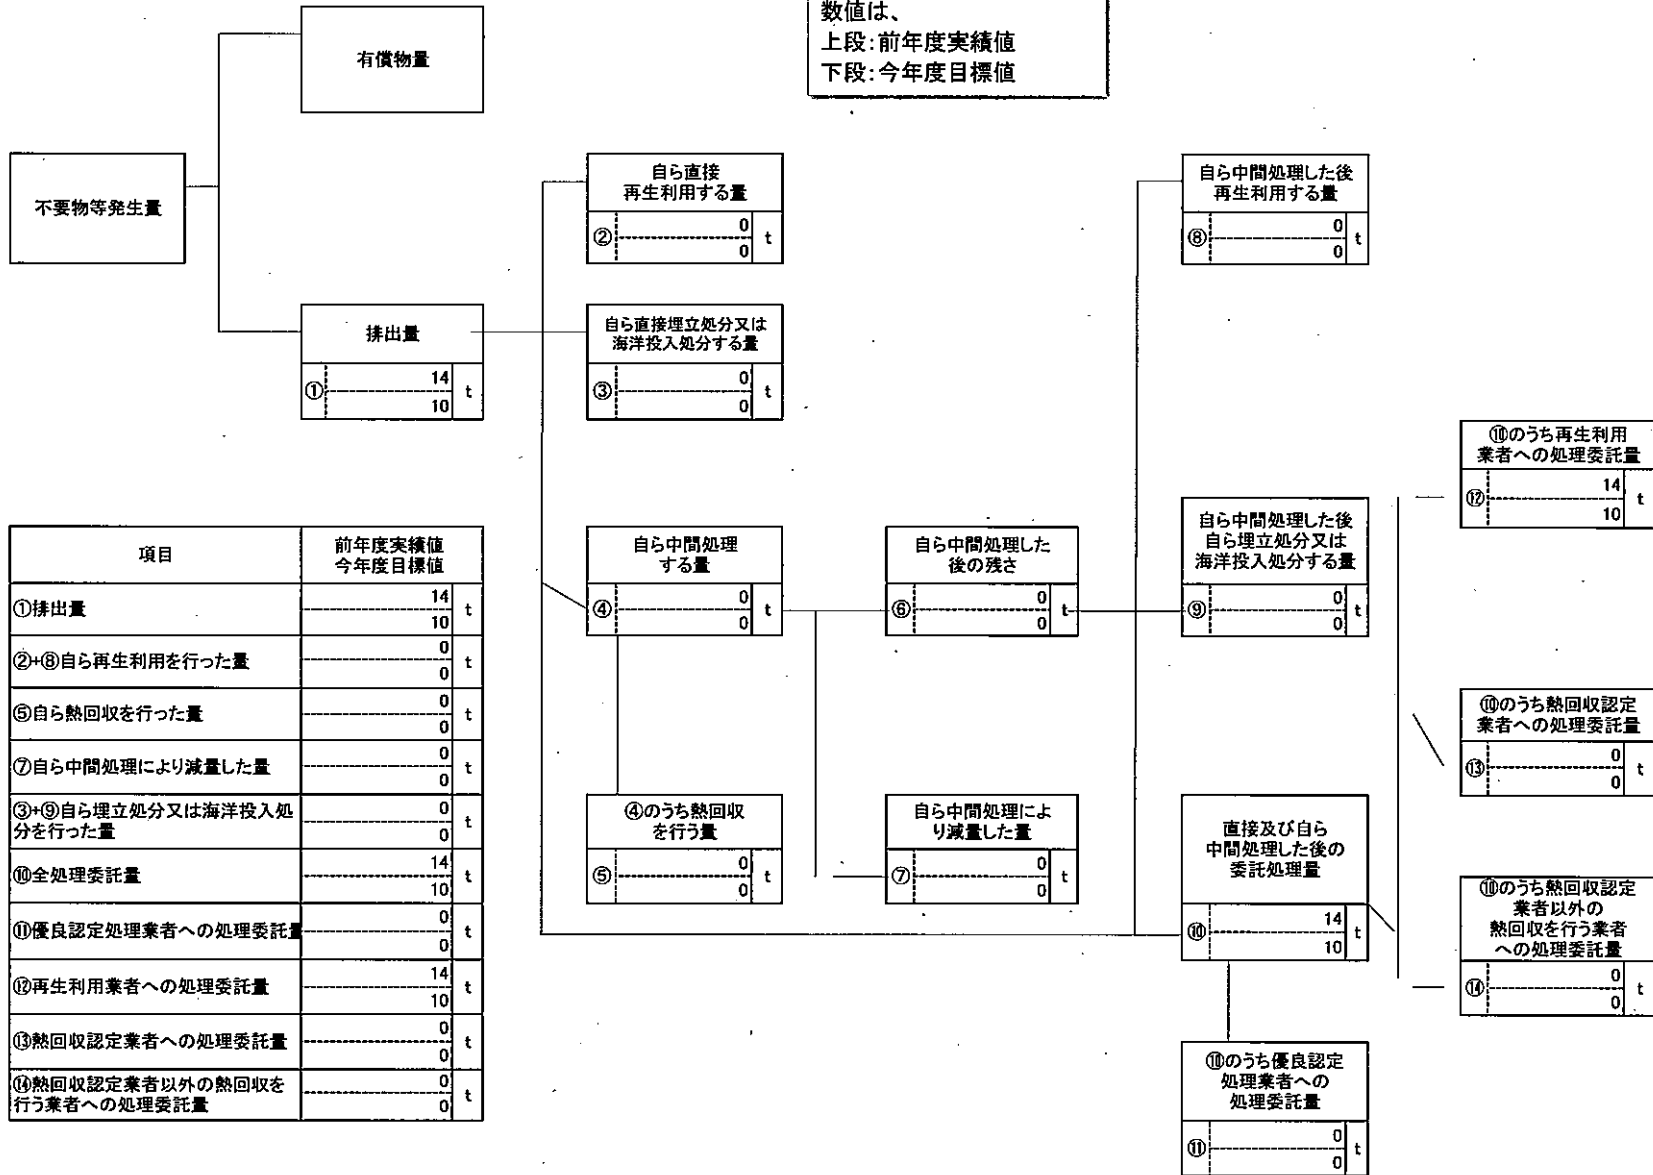 数値は、
上段:前年度実績値
下段:今年度目標値
有償物量
不要物等発生量
排出量
①
14
10
t
自ら直接
再生利用する量
②
0
0
t
自ら直接埋立処分又は
海洋投入処分する量
③
0
0
t
自ら中間処理
する量
④
0
0
t
④のうち熱回収
を行う量
⑤
0
0
t
自ら中間処理した
後の残さ
⑥
0
0
t
自ら中間処理によ
り減量した量
⑦
0
0
t
自ら中間処理した後
再生利用する量
⑧
0
0
t
自ら中間処理した後
自ら埋立処分又は
海洋投入処分する量
⑨
0
0
t
直接及び自ら
中間処理した後の
委託処理量
⑩
14
10
t
⑩のうち優良認定
処理業者への
処理委託量
⑪
0
0
t
⑩のうち再生利用
業者への処理委託量
⑫
14
10
t
⑩のうち熱回収認定
業者への処理委託量
⑬
0
0
t
⑩のうち熱回収認定
業者以外の
熱回収を行う業者
への処理委託量
⑭
0
0
t
項目
前年度実績値
今年度目標値
①排出量
14
10
t
②+⑧自ら再生利用を行った量
0
0
t
⑤自ら熱回収を行った量
0
0
t
⑦自ら中間処理により減量した量
0
0
t
③+⑨自ら埋立処分又は海洋投入処
分を行った量
0
0
t
⑩全処理委託量
14
10
t
⑪優良認定処理業者への処理委託量
0
0
t
⑫再生利用業者への処理委託量
14
10
t
⑬熱回収認定業者への処理委託量
0
0
t
⑭熱回収認定業者以外の熱回収を
行う業者への処理委託量
0
0
t